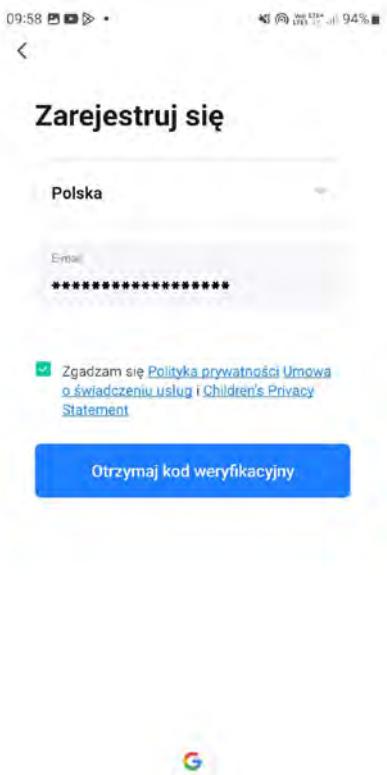 09:58 94%
Zarejestruj się
Polska
E-mail
******************
Zgadzam się Polityka prywatności Umowa
o świadczeniu usług i Children's Privacy
Statement
Otrzymaj kod weryfikacyjny